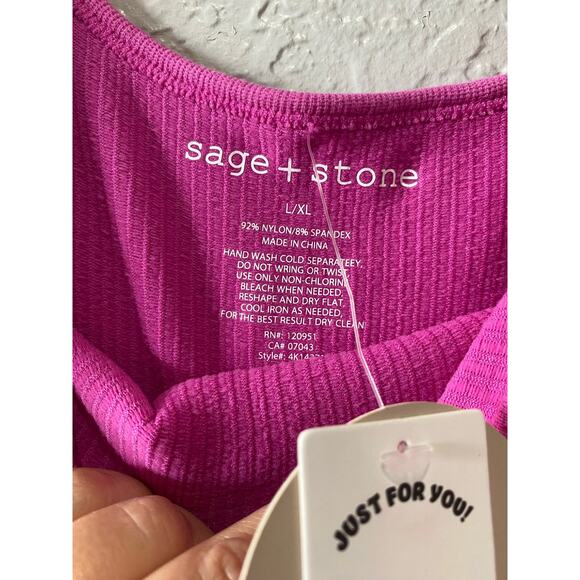 sage + stone
L/XL
92% NYLON/8% SPANDEX
MADE IN CHINA
HAND WASH COLD SEPARATEEY,
DO NOT WRING OR TWIST,
USE ONLY NON-CHLORINE
BLEACH WHEN NEEDED,
RESHAPE AND DRY FLAT,
COOL IRON AS NEEDED,
FOR THE BEST RESULT DRY CLEAN
RN#: 120951
CA# 07043
Style#:
JUST FOR YOU!